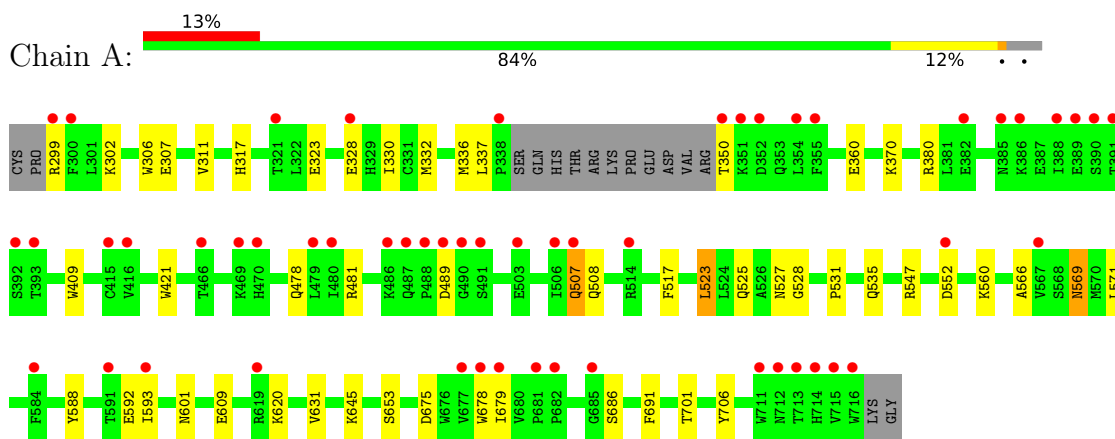 13%
Chain A:
84% 12% • •
CYS PRO R299 F300 L301 K302 W306 E307 V311 H317 T321 L322 E323 E328 H329 I330 C331 M332 M336 L337 P338 SER GLN HIS THR ARG LYS PRO GLU ASP VAL ARG T350 K351 D352 Q353 L354 F355 E360 K370 R380 L381 E382 N385 K386 E387 I388 E389 S390 T391
S392 T393 W409 C415 V416 W421 T466 K469 H470 Q478 L479 I480 R481 K486 Q487 P488 D489 G490 S491 E503 I506 Q507 Q508 R514 F517 L523 L524 Q525 A526 N527 G528 P531 Q535 R547 D552 K560 A566 V567 S568 N569 M570 L571
F584 Y588 T591 E592 I593 N601 E609 R619 K620 V631 K645 S653 D675 W676 V677 W678 I679 V680 P681 P682 G685 S686 F691 T701 Y706 W711 N712 T713 H714 V715 W716 LYS GLY